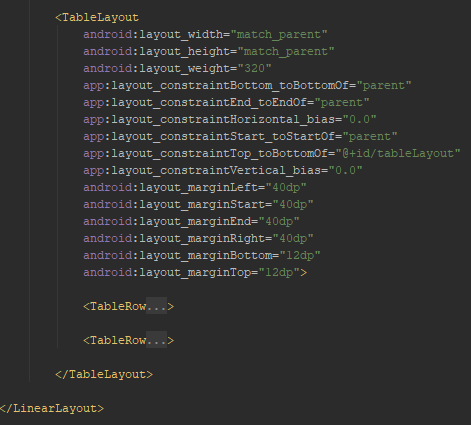 <TableLayout
android:layout_width="match_parent"
android:layout_height="match_parent"
android:layout_weight="320"
app:layout_constraintBottom_toBottomOf="parent"
app:layout_constraintEnd_toEndOf="parent"
app:layout_constraintHorizontal_bias="0.0"
app:layout_constraintStart_toStartOf="parent"
app:layout_constraintTop_toBottomOf="@+id/tableLayout"
app:layout_constraintVertical_bias="0.0"
android:layout_marginLeft="40dp"
android:layout_marginStart="40dp"
android:layout_marginEnd="40dp"
android:layout_marginRight="40dp"
android:layout_marginBottom="12dp"
android:layout_marginTop="12dp">
<TableRow...>
<TableRow...>
</TableLayout>
</LinearLayout>